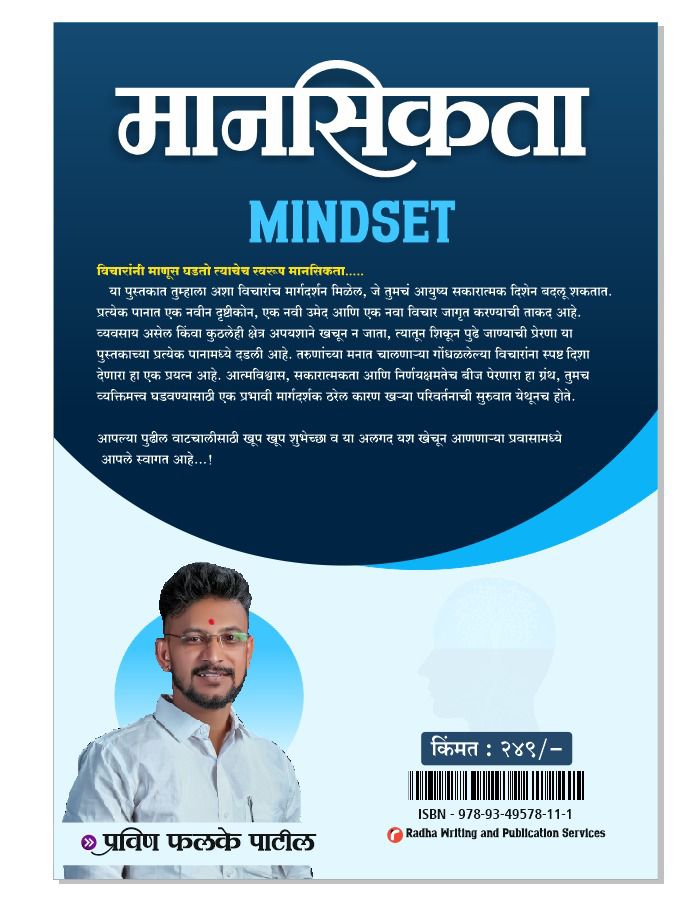 मानसिकता
MINDSET
विचारांनी माणूस घडतो त्याचेच स्वरूप मानसिकता.....
या पुस्तकात तुम्हाला अशा विचारांच मार्गदर्शन मिळेल, जे तुमचं आयुष्य सकारात्मक दिशेन बदलू शकतात.
प्रत्येक पानात एक नवीन दृष्टीकोन, एक नवी उमेद आणि एक नवा विचार जागृत करण्याची ताकद आहे.
व्यवसाय असेल किंवा कुठलेही क्षेत्र अपयशाने खचून न जाता, त्यातून शिकून पुढे जाण्याची प्रेरणा या
पुस्तकाच्या प्रत्येक पानामध्ये दडली आहे. तरुणांच्या मनात चालणाऱ्या गोंधळलेल्या विचारांना स्पष्ट दिशा
देणारा हा एक प्रयत्न आहे. आत्मविश्वास, सकारात्मकता आणि निर्णयक्षमतेच बीज पेरणारा हा ग्रंथ, तुमच
व्यक्तिमत्त्व घडवण्यासाठी एक प्रभावी मार्गदर्शक ठरेल कारण खऱ्या परिवर्तनाची सुरुवात येथूनच होते.
आपल्या पुढील वाटचालीसाठी खूप खूप शुभेच्छा व या अलगद यश खेचून आणणाऱ्या प्रवासामध्ये
आपले स्वागत आहे...!
किंमत : २४९/-
ISBN - 978-93-49578-11-1
Radha Writing and Publication Services
प्रविण फलके पाटील